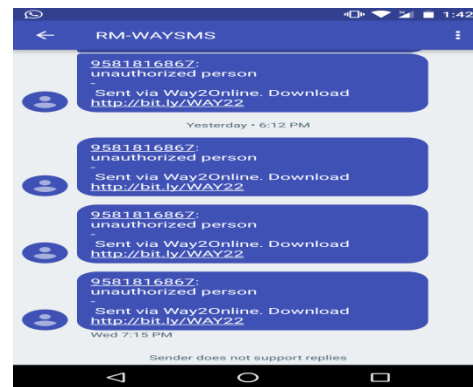 1:42
RM-WAYSMS
9581816867:
unauthorized person
-
Sent via Way2Online. Download
http://bit.ly/WAY22
Yesterday • 6:12 PM
9581816867:
unauthorized person
-
Sent via Way2Online. Download
http://bit.ly/WAY22
9581816867:
unauthorized person
-
Sent via Way2Online. Download
http://bit.ly/WAY22
9581816867:
unauthorized person
-
Sent via Way2Online. Download
http://bit.ly/WAY22
Wed 7:15 PM
Sender does not support replies